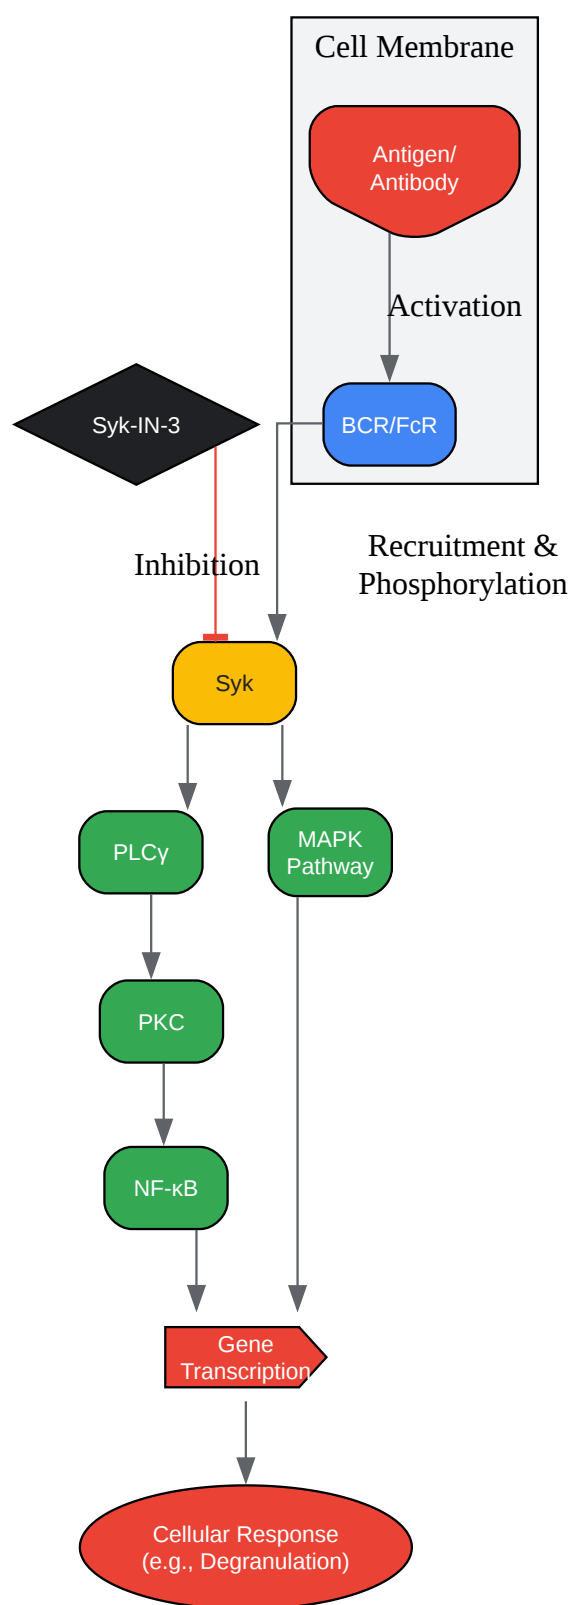 Cell Membrane
Antigen/
Antibody
Activation
Syk-IN-3
BCR/FcR
Inhibition
Recruitment &
Phosphorylation
Syk
PLCγ
MAPK
Pathway
PKC
NF-κB
Gene
Transcription
Cellular Response
(e.g., Degranulation)